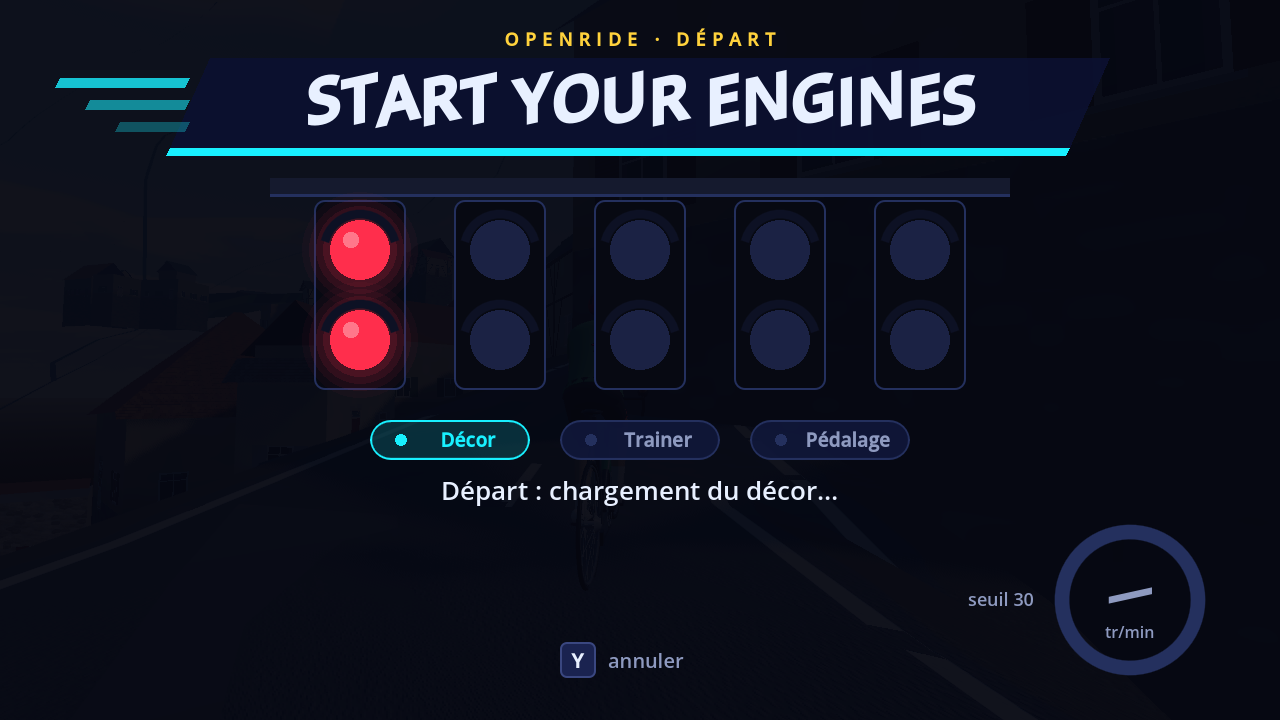 OPENRIDE · DÉPART
START YOUR ENGINES
Décor
Trainer
Pédalage
Départ : chargement du décor...
seuil 30
—
tr/min
Y annuler